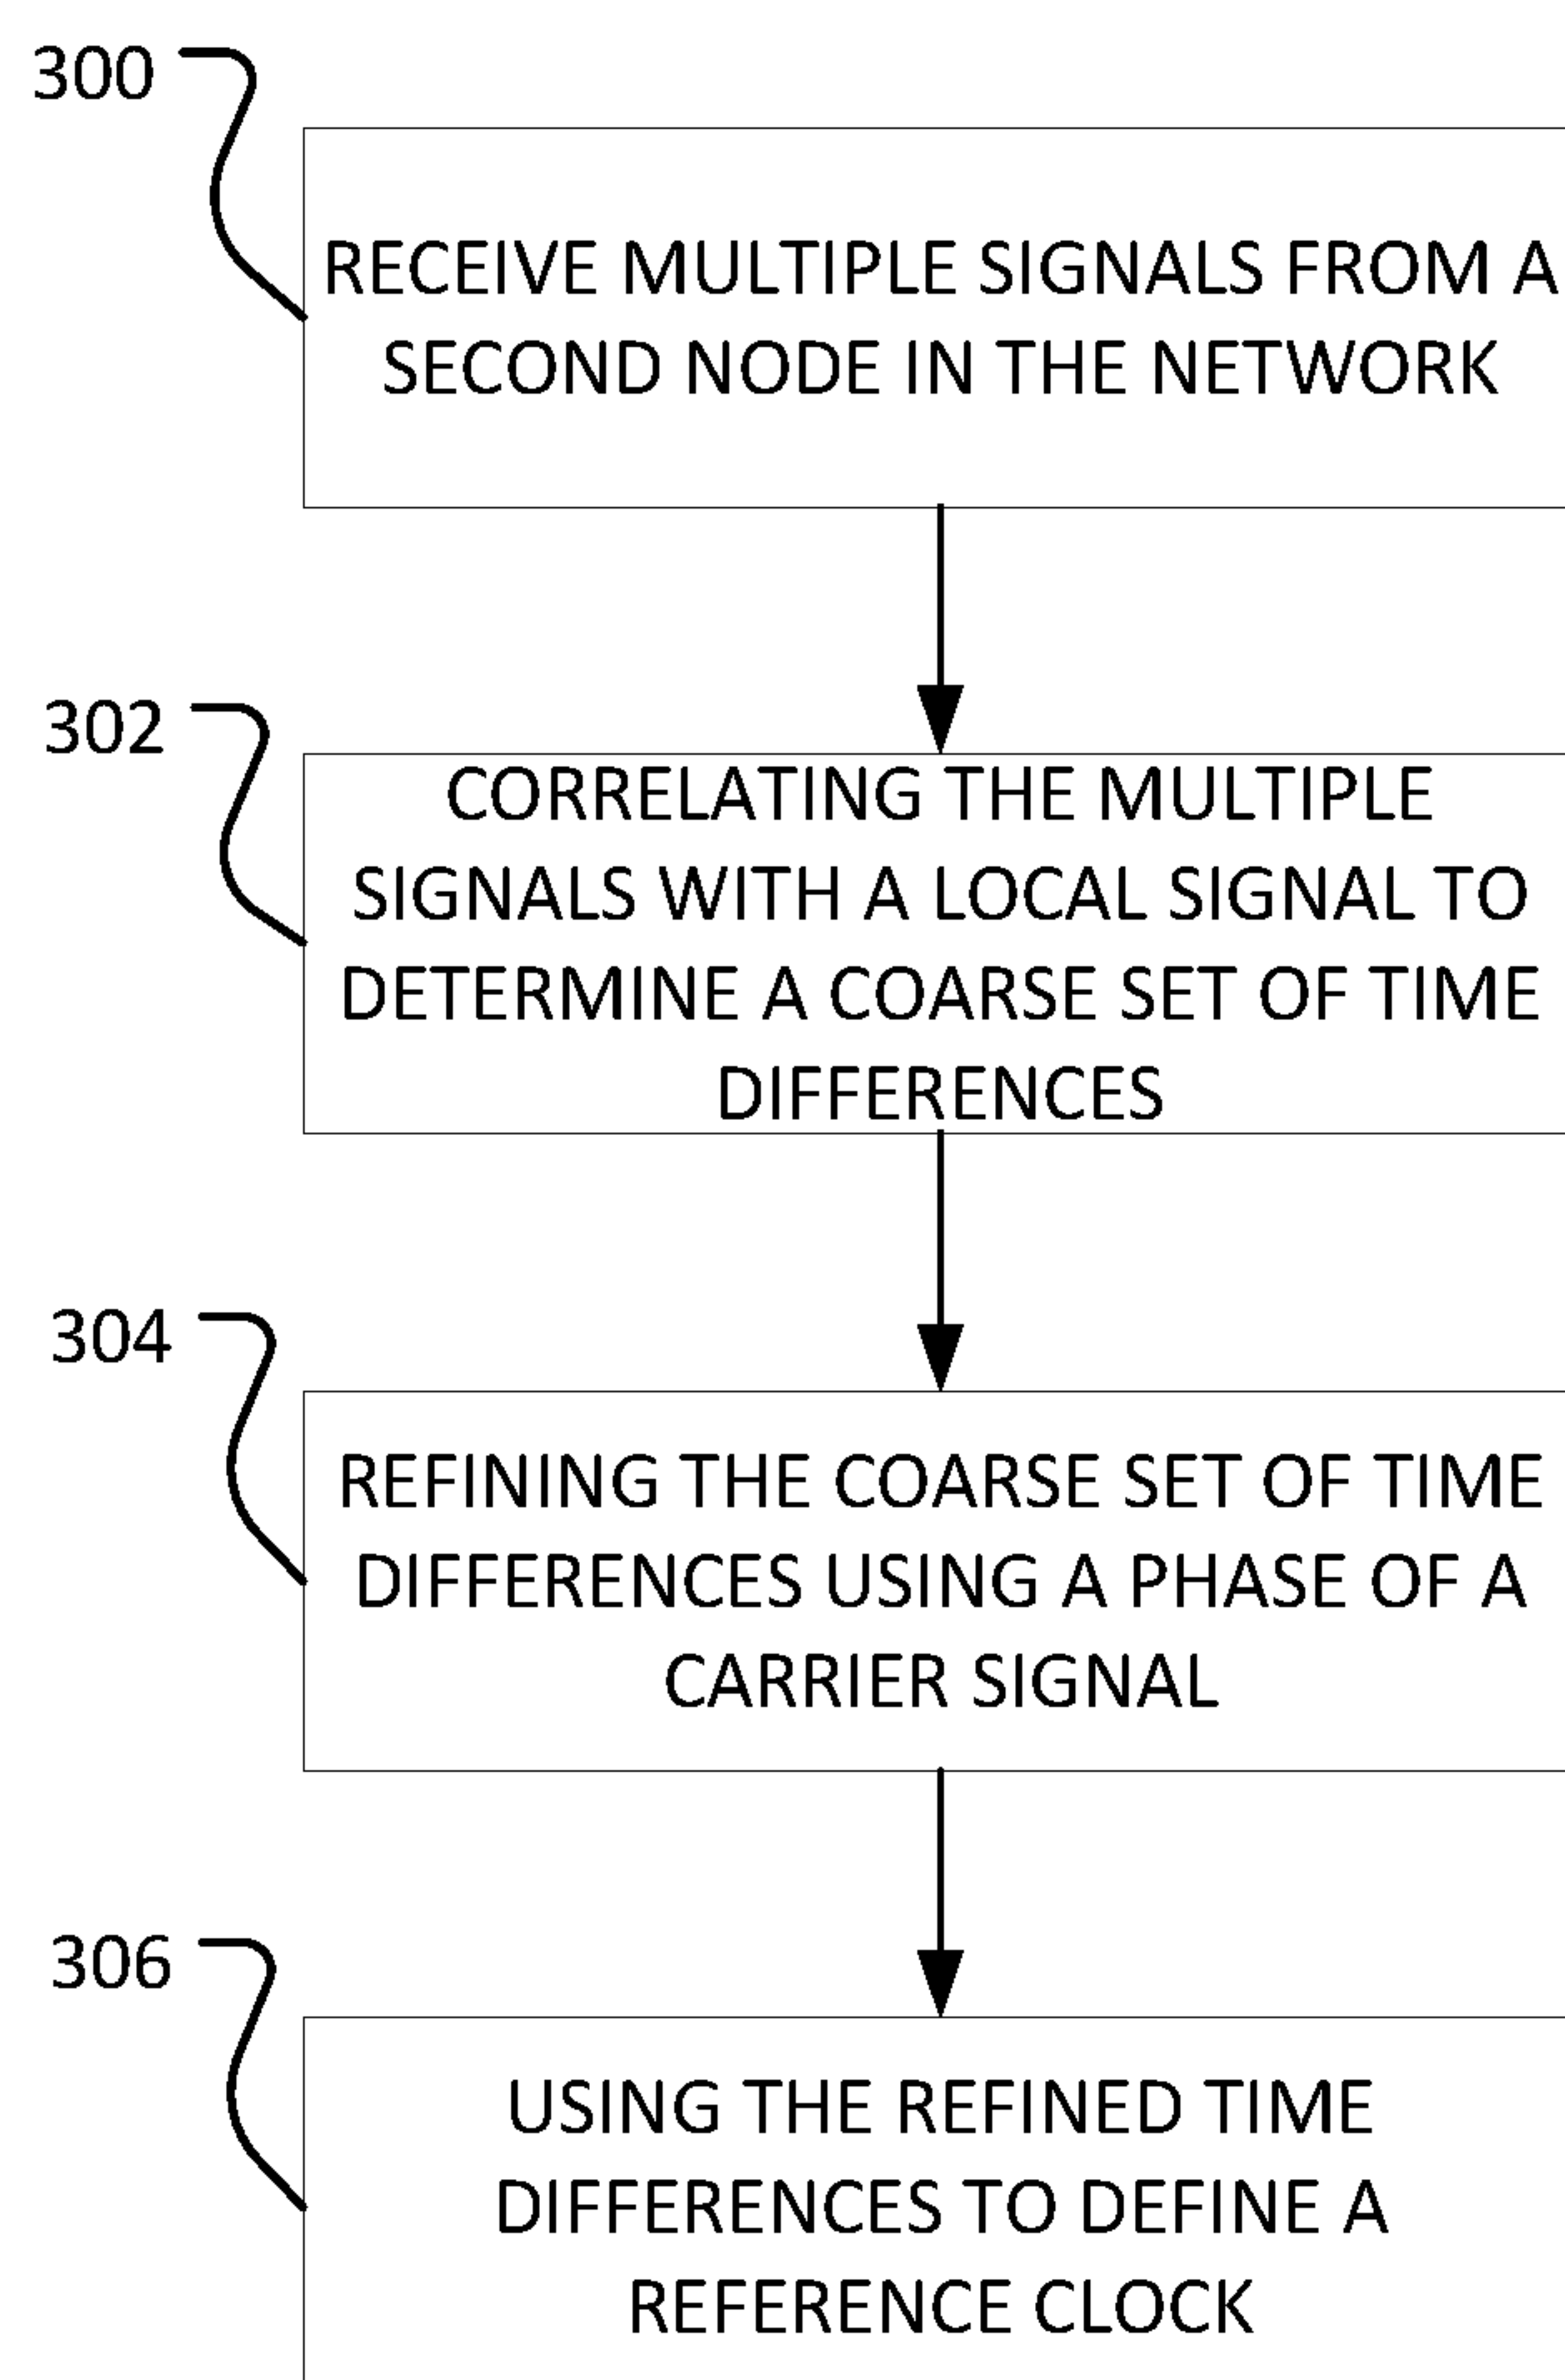 300
RECEIVE MULTIPLE SIGNALS FROM A
SECOND NODE IN THE NETWORK
302
CORRELATING THE MULTIPLE
SIGNALS WITH A LOCAL SIGNAL TO
DETERMINE A COARSE SET OF TIME
DIFFERENCES
304
REFINING THE COARSE SET OF TIME
DIFFERENCES USING A PHASE OF A
CARRIER SIGNAL
306
USING THE REFINED TIME
DIFFERENCES TO DEFINE A
REFERENCE CLOCK